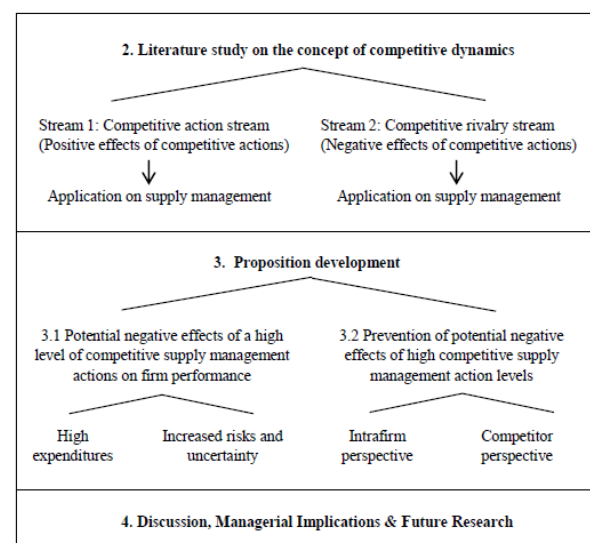 2. Literature study on the concept of competitive dynamics
Stream 1: Competitive action stream
(Positive effects of competitive actions)
Stream 2: Competitive rivalry stream
(Negative effects of competitive actions)
Application on supply management
Application on supply management
3. Proposition development
3.1 Potential negative effects of a high
level of competitive supply management
actions on firm performance
3.2 Prevention of potential negative
effects of high competitive supply
management action levels
High
expenditures
Increased risks and
uncertainty
Intrafirm
perspective
Competitor
perspective
4. Discussion, Managerial Implications & Future Research